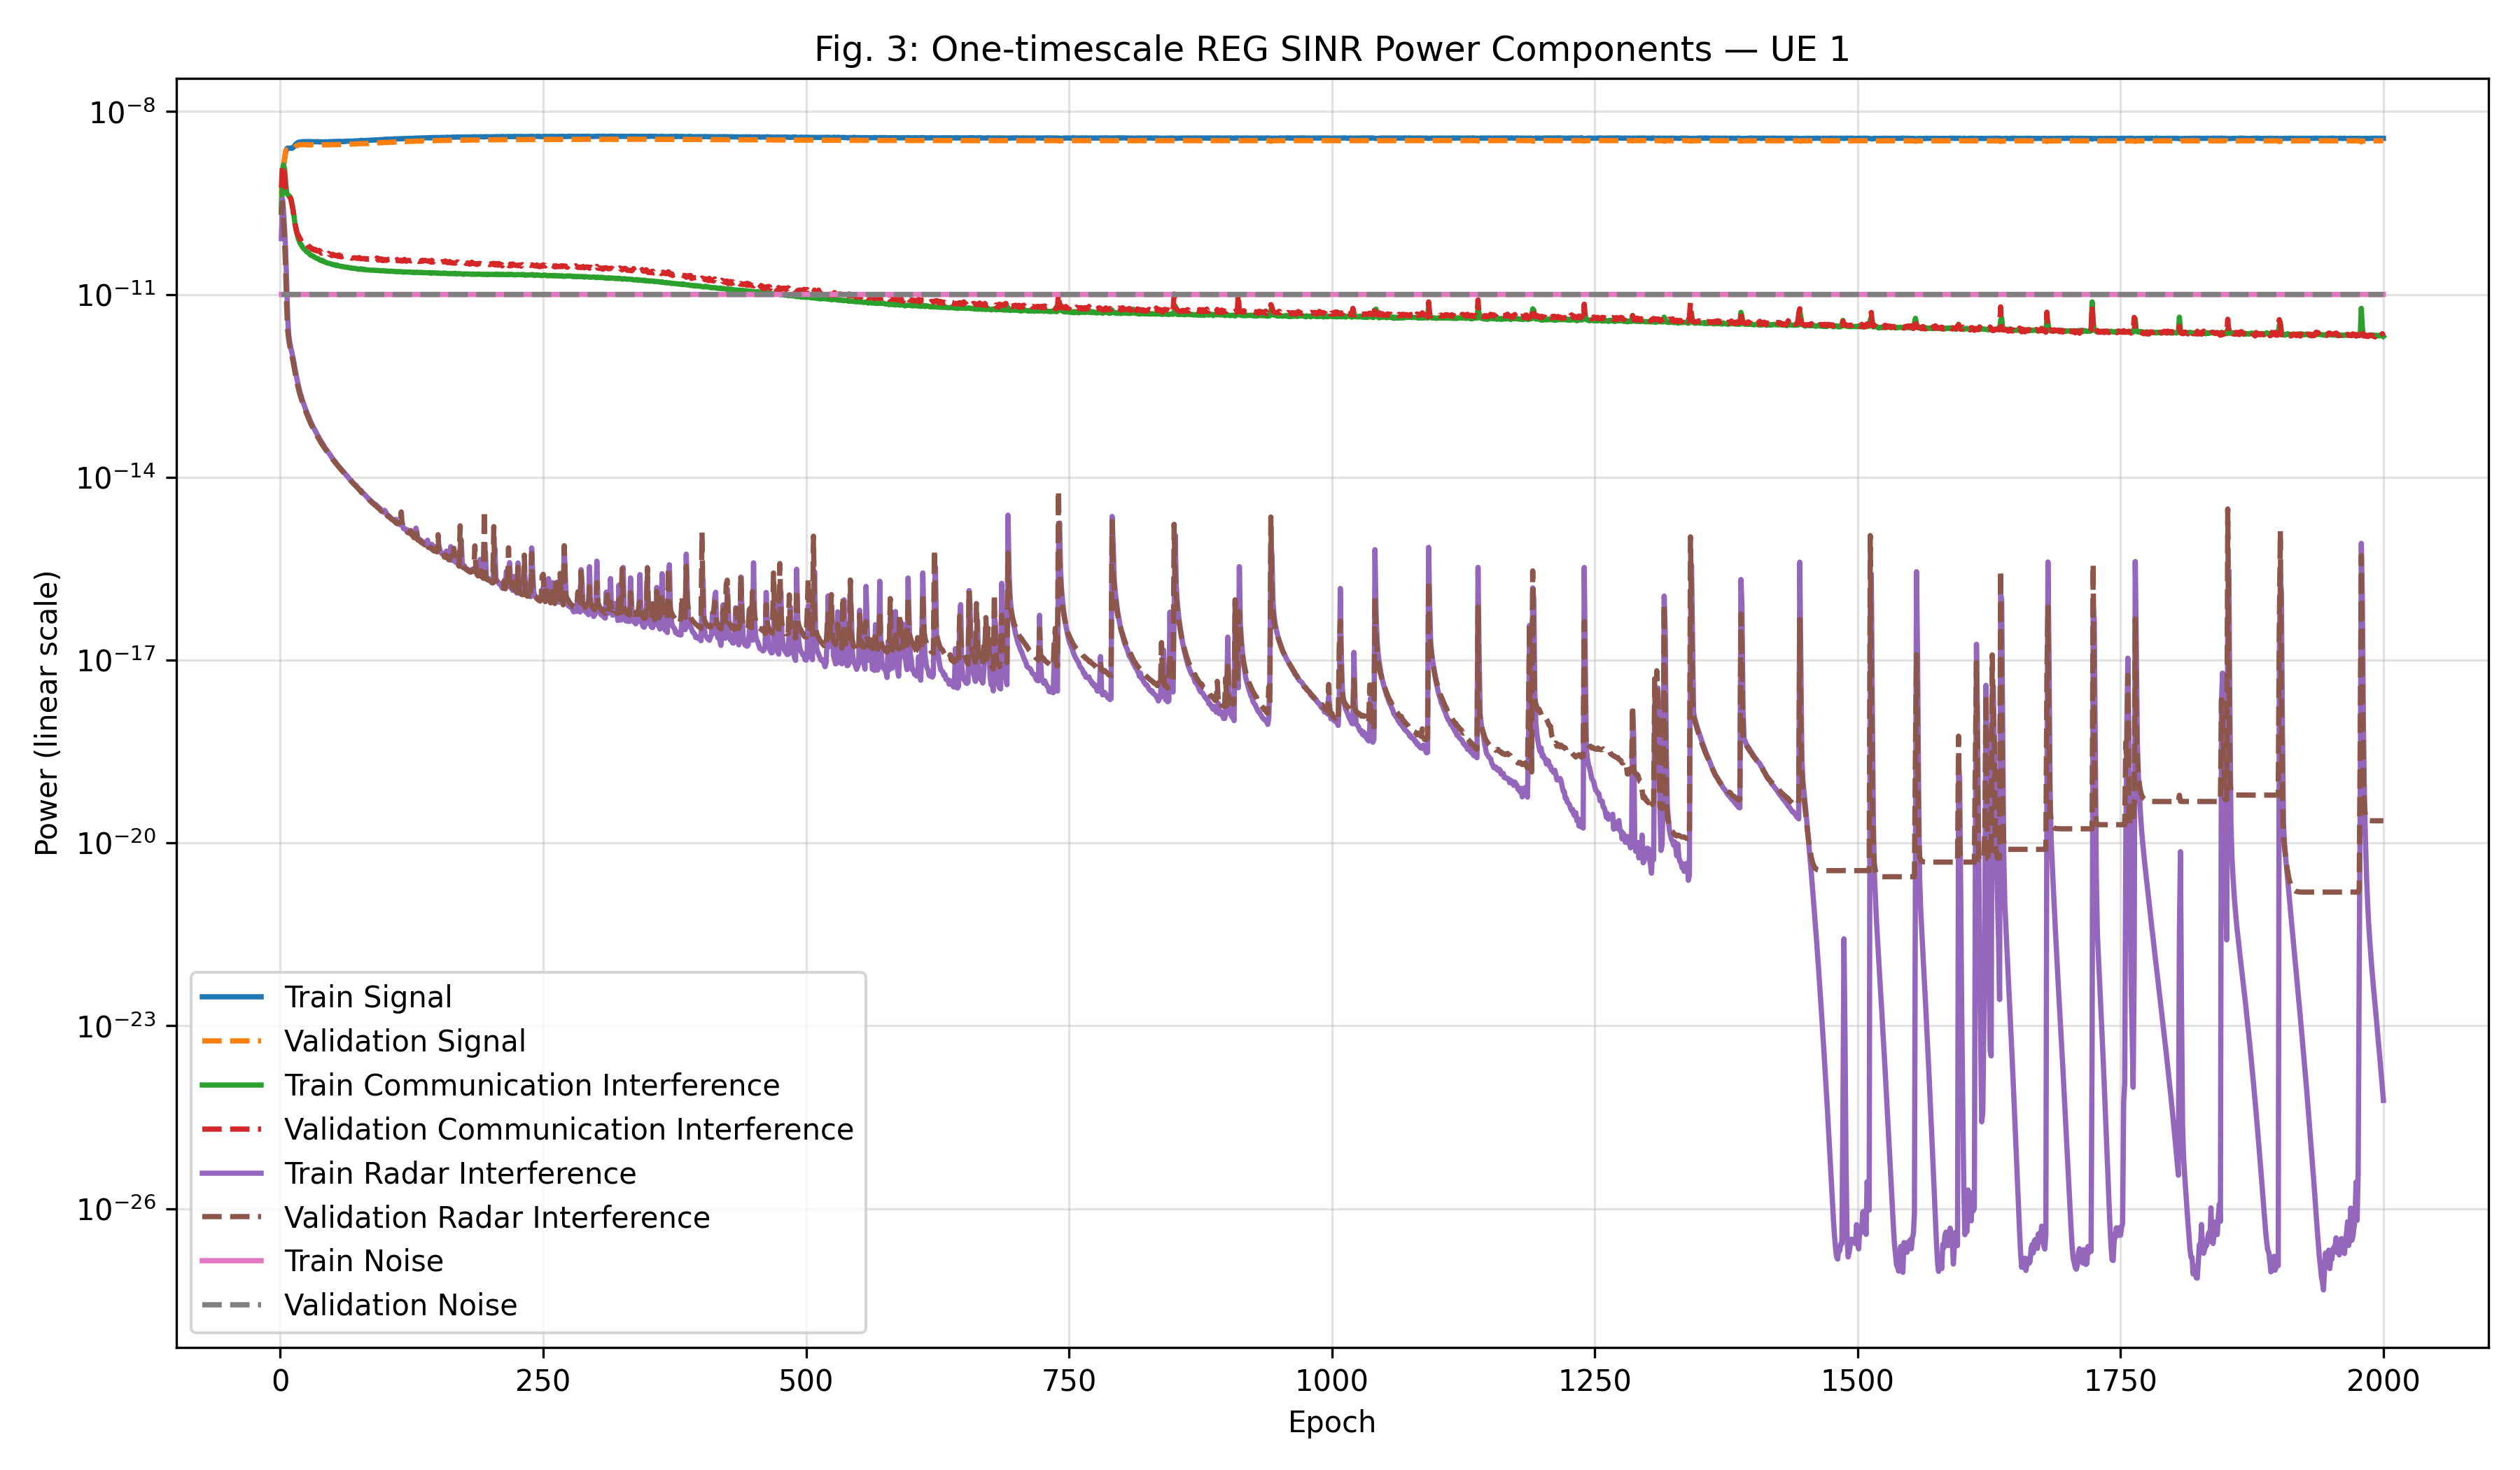 Fig. 3: One-timescale REG SINR Power Components — UE 1
Power (linear scale)
10⁻⁸
10⁻¹¹
10⁻¹⁴
10⁻¹⁷
10⁻²⁰
10⁻²³
10⁻²⁶
Train Signal
Validation Signal
Train Communication Interference
Validation Communication Interference
Train Radar Interference
Validation Radar Interference
Train Noise
Validation Noise
0 250 500 750 1000 1250 1500 1750 2000
Epoch